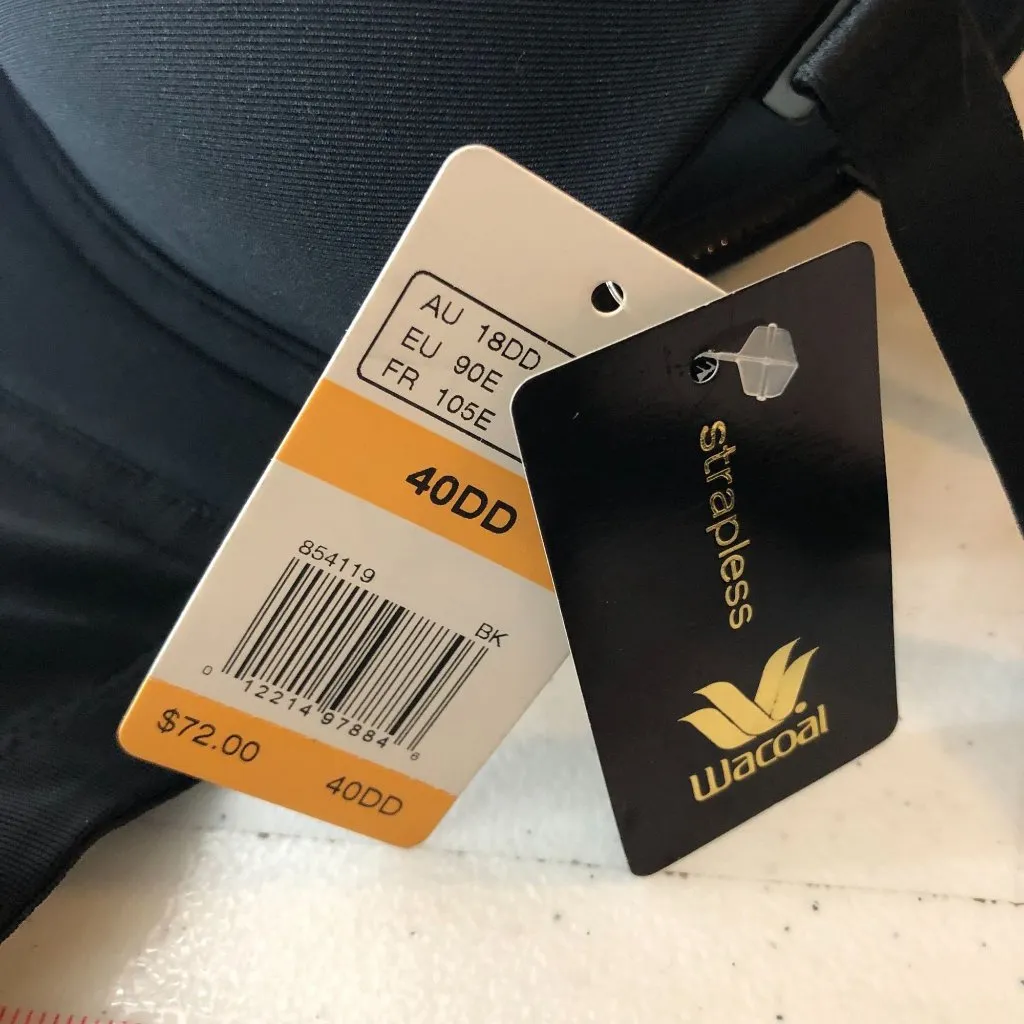 AU 18DD
EU 90E
FR 105E
40DD
854119
BK
0 12214 97884 6
$72.00
40DD
strapless
wacoal